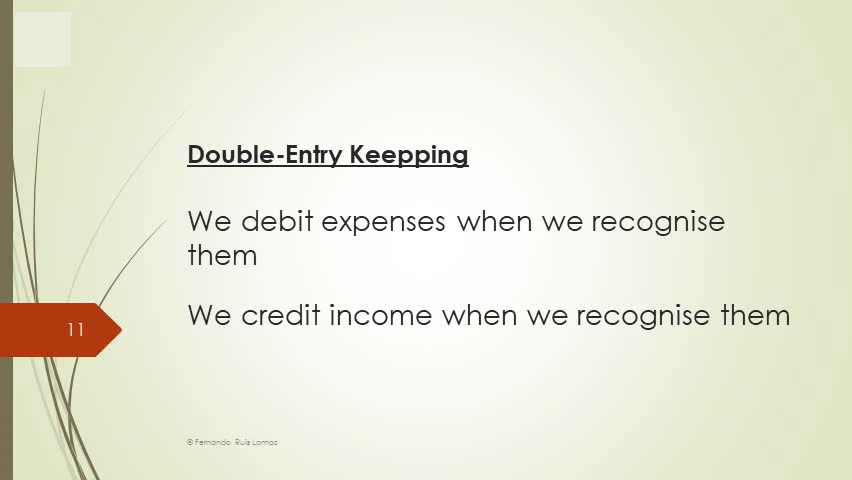 Double-Entry Keepping
We debit expenses when we recognise
them
We credit income when we recognise them
11
® Fernando Ruiz Lamas